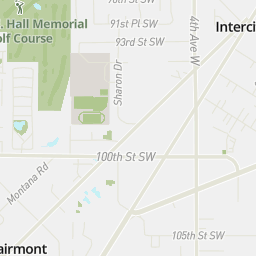 . Hall Memorial
olf Course
91st Pl SW
93rd St SW
Sharon Dr
4th Ave W
Interci
100th St SW
Montana Rd
105th St SW
airmont